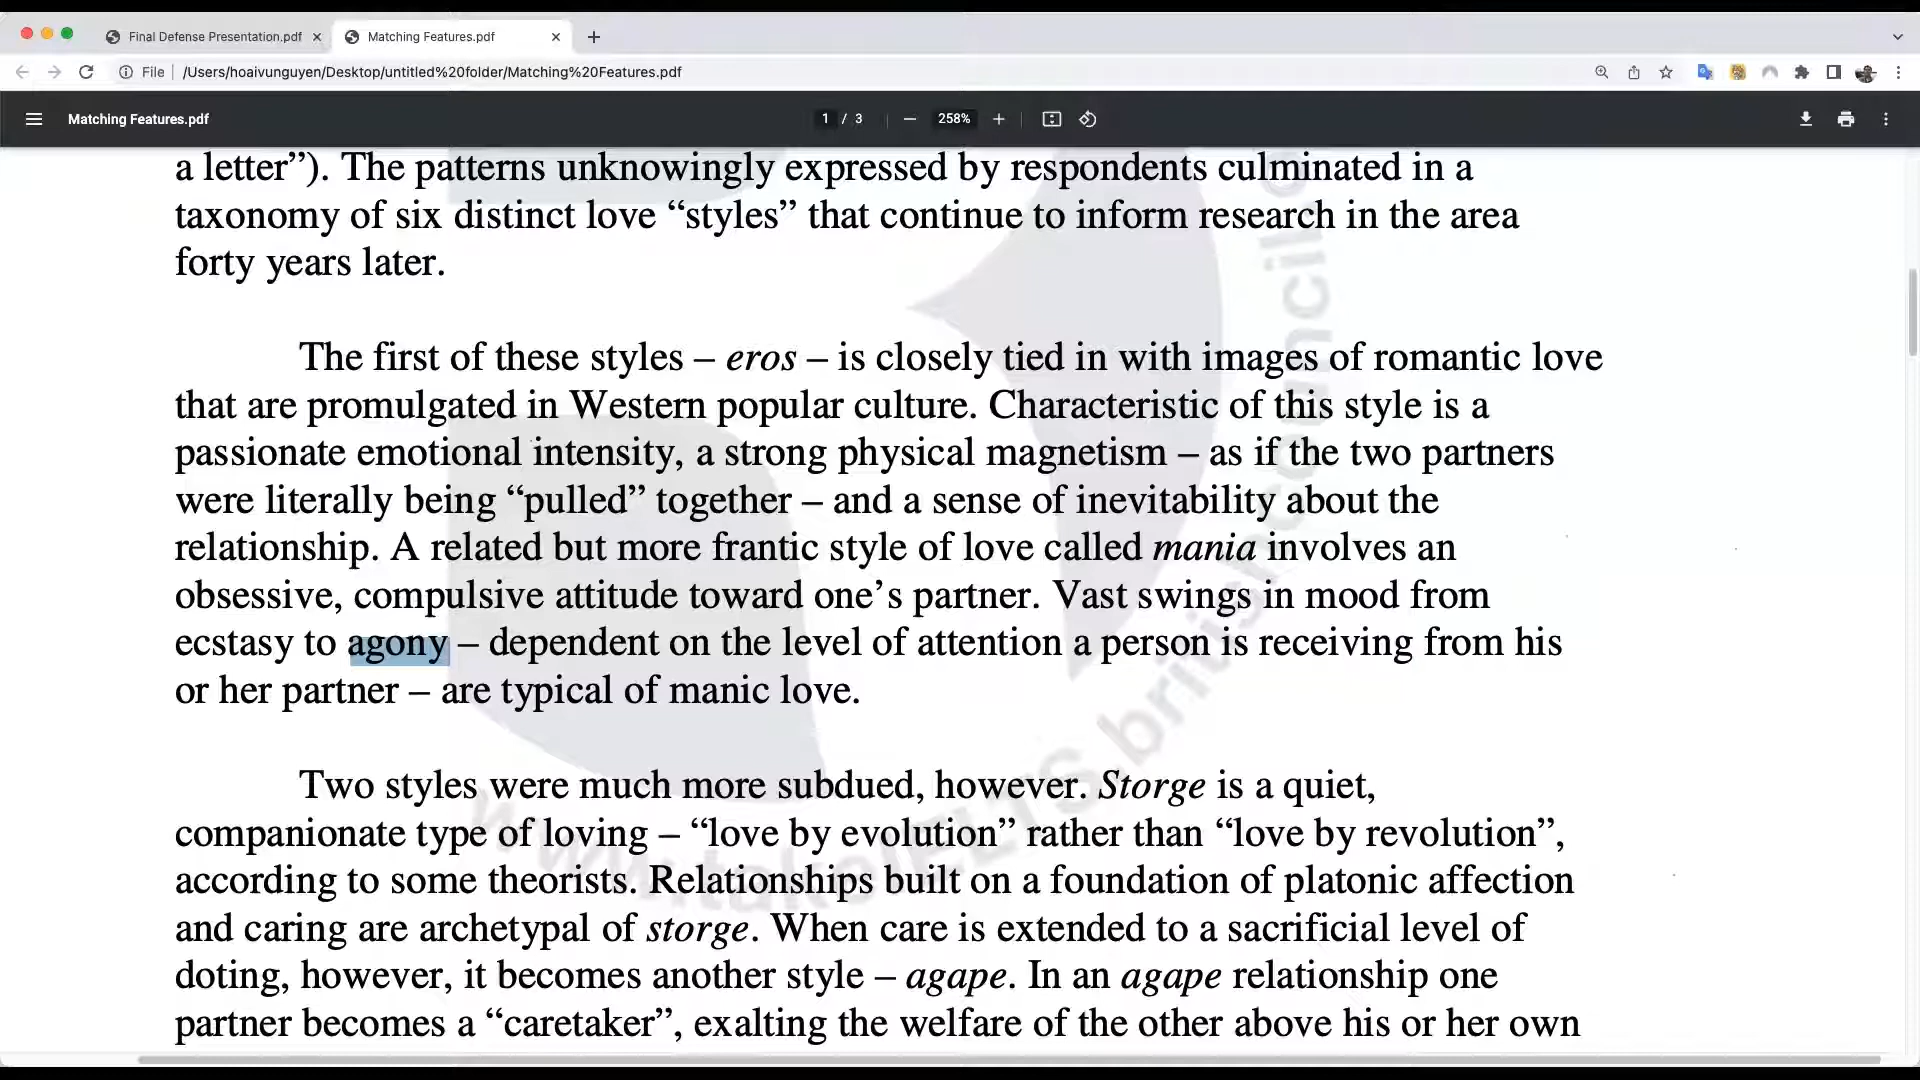 Final Defense Presentation.pdf
Matching Features.pdf
File
/Users/hoaivunguyen/Desktop/untitled%20folder/Matching%20Features.pdf
Matching Features.pdf
1 / 3
258%
a letter”). The patterns unknowingly expressed by respondents culminated in a
taxonomy of six distinct love “styles” that continue to inform research in the area
forty years later.
The first of these styles – eros – is closely tied in with images of romantic love
that are promulgated in Western popular culture. Characteristic of this style is a
passionate emotional intensity, a strong physical magnetism – as if the two partners
were literally being “pulled” together – and a sense of inevitability about the
relationship. A related but more frantic style of love called mania involves an
obsessive, compulsive attitude toward one’s partner. Vast swings in mood from
ecstasy to agony – dependent on the level of attention a person is receiving from his
or her partner – are typical of manic love.
Two styles were much more subdued, however. Storge is a quiet,
companionate type of loving – “love by evolution” rather than “love by revolution”,
according to some theorists. Relationships built on a foundation of platonic affection
and caring are archetypal of storge. When care is extended to a sacrificial level of
doting, however, it becomes another style – agape. In an agape relationship one
partner becomes a “caretaker”, exalting the welfare of the other above his or her own